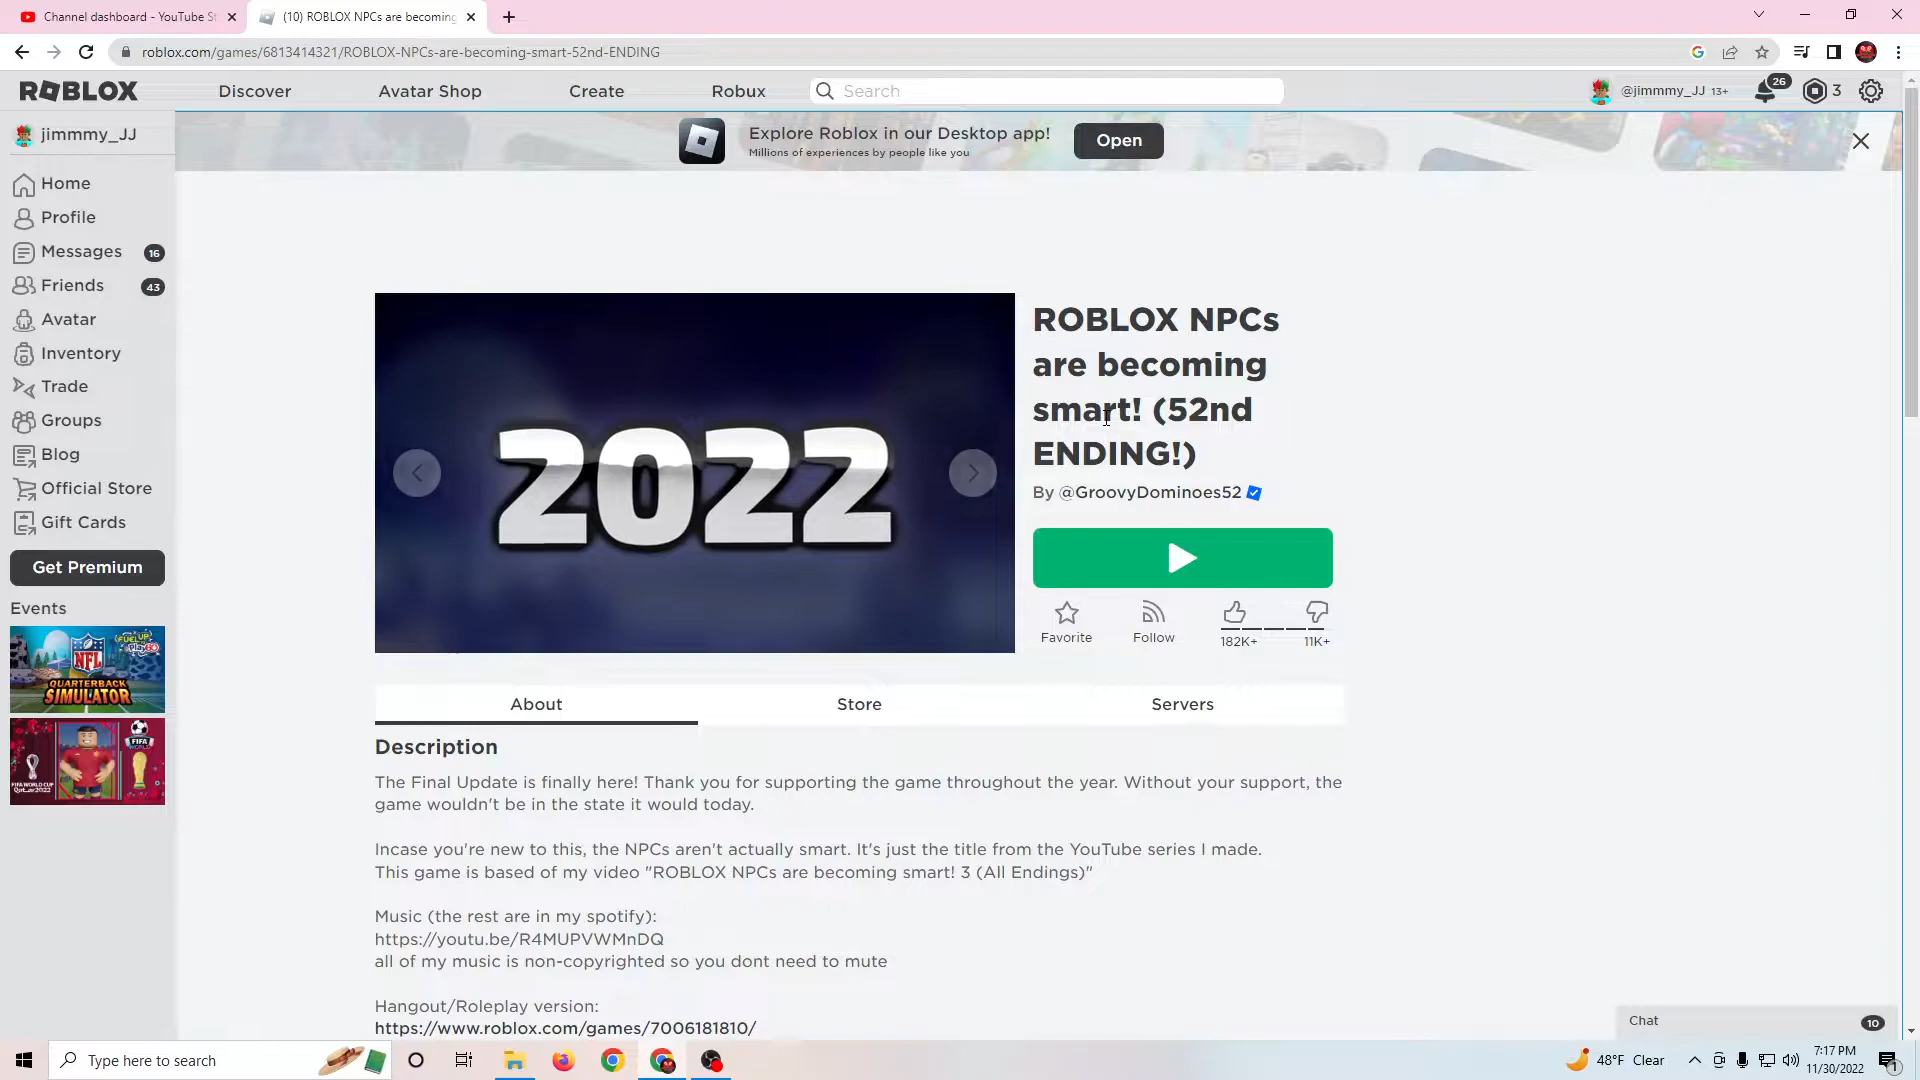 Channel dashboard - YouTube St
(10) ROBLOX NPCs are becoming
roblox.com/games/6813414321/ROBLOX-NPCs-are-becoming-smart-52nd-ENDING
ROBLOX
Discover
Avatar Shop
Create
Robux
Search
@jimmmy_JJ 13+
26
3
jimmmy_JJ
Explore Roblox in our Desktop app!
Millions of experiences by people like you
Open
Home
Profile
Messages 16
Friends 43
Avatar
Inventory
Trade
Groups
Blog
Official Store
Gift Cards
Get Premium
Events
NFL
QUARTERBACK
SIMULATOR
FIFA WORLD
2022
ROBLOX NPCs
are becoming
smart! (52nd
ENDING!)
By @GroovyDominoes52
Favorite
Follow
182K+
11K+
About
Store
Servers
Description
The Final Update is finally here! Thank you for supporting the game throughout the year. Without your support, the
game wouldn't be in the state it would today.
Incase you're new to this, the NPCs aren't actually smart. It's just the title from the YouTube series I made.
This game is based of my video "ROBLOX NPCs are becoming smart! 3 (All Endings)"
Music (the rest are in my spotify):
https://youtu.be/R4MUPVWMnDQ
all of my music is non-copyrighted so you dont need to mute
Hangout/Roleplay version:
https://www.roblox.com/games/7006181810/
Chat
10
Type here to search
48°F Clear
7:17 PM
11/30/2022
1